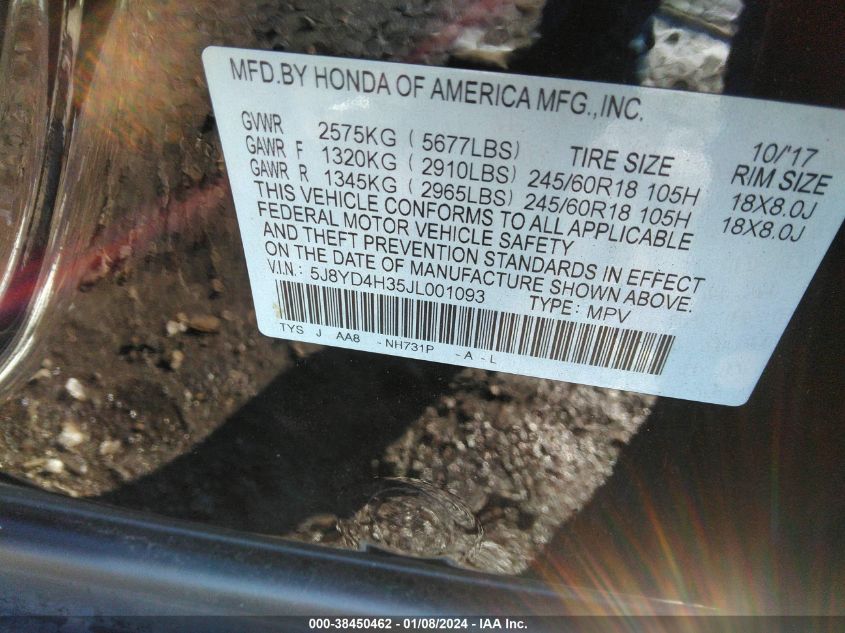 MFD.BY HONDA OF AMERICA MFG.,INC.
10/'17
GVWR 2575KG ( 5677LBS) TIRE SIZE RIM SIZE
GAWR F 1320KG ( 2910LBS) 245/60R18 105H 18X8.0J
GAWR R 1345KG ( 2965LBS) 245/60R18 105H 18X8.0J
THIS VEHICLE CONFORMS TO ALL APPLICABLE
FEDERAL MOTOR VEHICLE SAFETY
AND THEFT PREVENTION STANDARDS IN EFFECT
ON THE DATE OF MANUFACTURE SHOWN ABOVE.
V.I.N.: 5J8YD4H35JL001093 TYPE: MPV
TYS J AA8 - NH731P - A - L
000-38450462 - 01/08/2024 - IAA Inc.